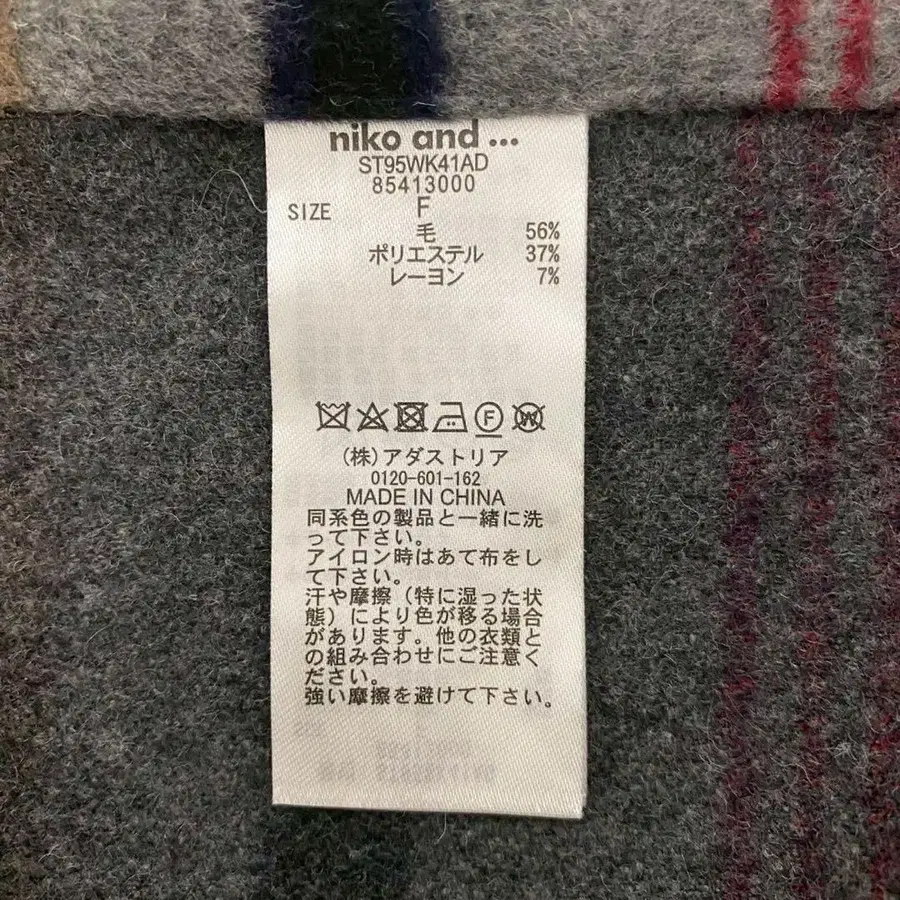 niko and ...
ST95WK41AD
85413000
SIZE F
毛 56%
ポリエステル 37%
レーヨン 7%
F W
(株)アダストリア
0120-601-162
MADE IN CHINA
同系色の製品と一緒に洗
って下さい。
アイロン時はあて布をし
て下さい。
汗や摩擦（特に湿った状
態）により色が移る場合
があります。他の衣類と
の組み合わせにご注意く
ださい。
強い摩擦を避けて下さい。